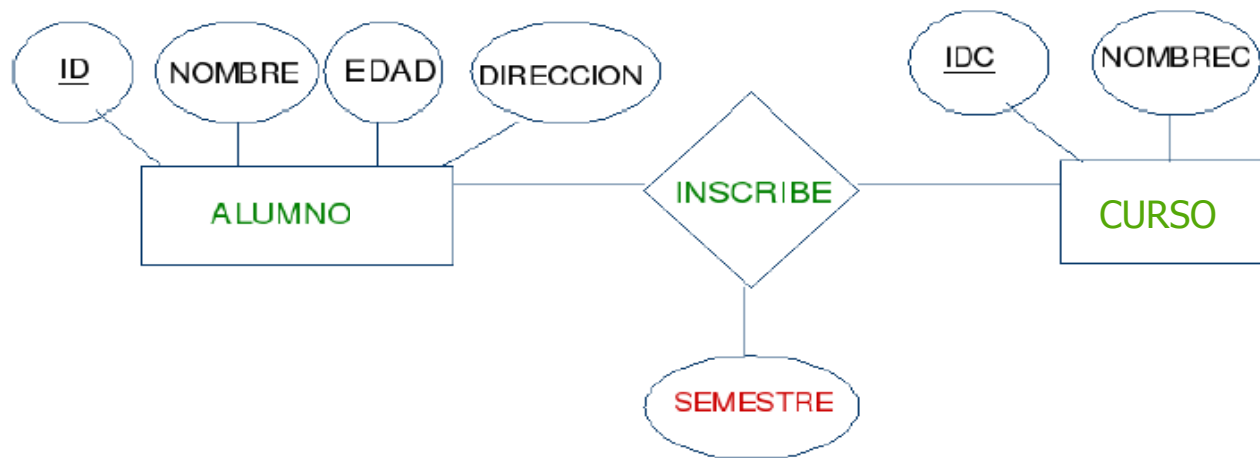 ID
NOMBRE
EDAD
DIRECCION
IDC
NOMBREC
ALUMNO
INSCRIBE
CURSO
SEMESTRE